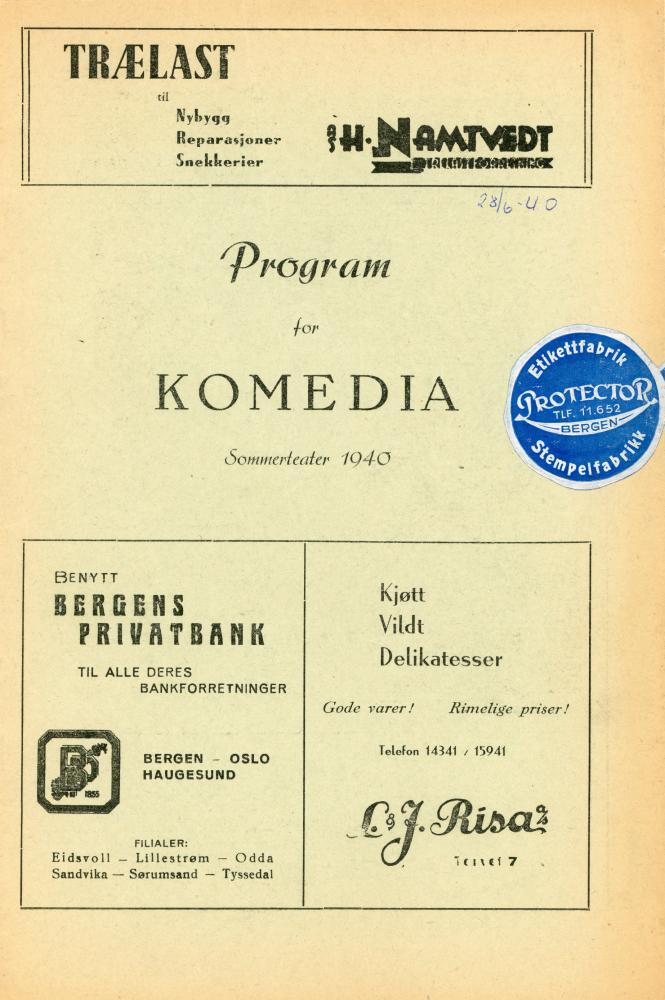 TRÆLAST
til
Nybygg
Reparasjoner
Snekkerier
A/S H. NAMTVEDT
28/6-40
Program
for
KOMEDIA
Sommerteater 1940
Etikettfabrik
PROTECTOR
TLF. 11.652
BERGEN
Stempelfabrikk
BENYTT
BERGENS
PRIVATBANK
TIL ALLE DERES
BANKFORRETNINGER
1855
BERGEN – OSLO
HAUGESUND
FILIALER:
Eidsvoll — Lillestrøm — Odda
Sandvika — Sørumsand — Tyssedal
Kjøtt
Vildt
Delikatesser
Gode varer! Rimelige priser!
Telefon 14341 / 15941
L. & J. Risa A/S
Torvet 7